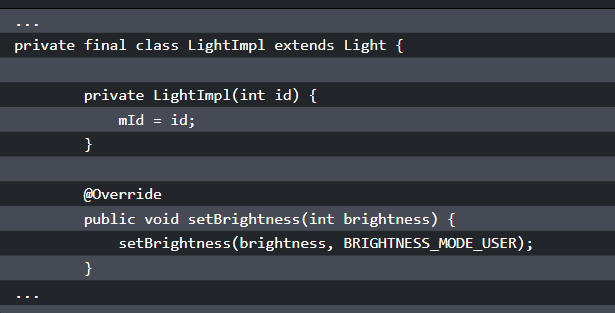 ...
private final class LightImpl extends Light {
private LightImpl(int id) {
mId = id;
}
@Override
public void setBrightness(int brightness) {
setBrightness(brightness, BRIGHTNESS_MODE_USER);
}
...